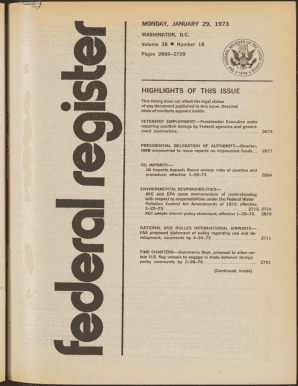 federal register
MONDAY, JANUARY 29, 1973
WASHINGTON, D.C.
Volume 38 ■ Number 18
Pages 2669-2729
HIGHLIGHTS OF THIS ISSUE
This listing does not affect the legal status
of any document published in this issue. Detailed
table of contents appears inside.
VETERANS' EMPLOYMENT—Presidential Executive order
requiring position listings by Federal agencies and govern-
ment contractors 2675
PRESIDENTIAL DELEGATION OF AUTHORITY—Director,
OMB empowered to issue reports on impounded funds 2677
OIL IMPORTS—
Oil Imports Appeals Board revises rules of practice and
procedure; effective 1-29-73 2684
ENVIRONMENTAL RESPONSIBILITIES—
AEC and EPA issue memorandum of understanding
with respect to responsibilities under the Federal Water
Pollution Control Act Amendments of 1972; effective
1-29-73 2713, 2714
AEC adopts interim policy statement; effective 1-29-73 2679
NATIONAL AND DULLES INTERNATIONAL AIRPORTS—
FAA proposed statement of policy regarding use and de-
velopment; comments by 3-30-73 2711
TIME CHARTERS—Commerce Dept. proposal to allow cer-
tain U.S. flag vessels to engage in trade between foreign
ports; comments by 2-28-73 2701
(Continued inside)